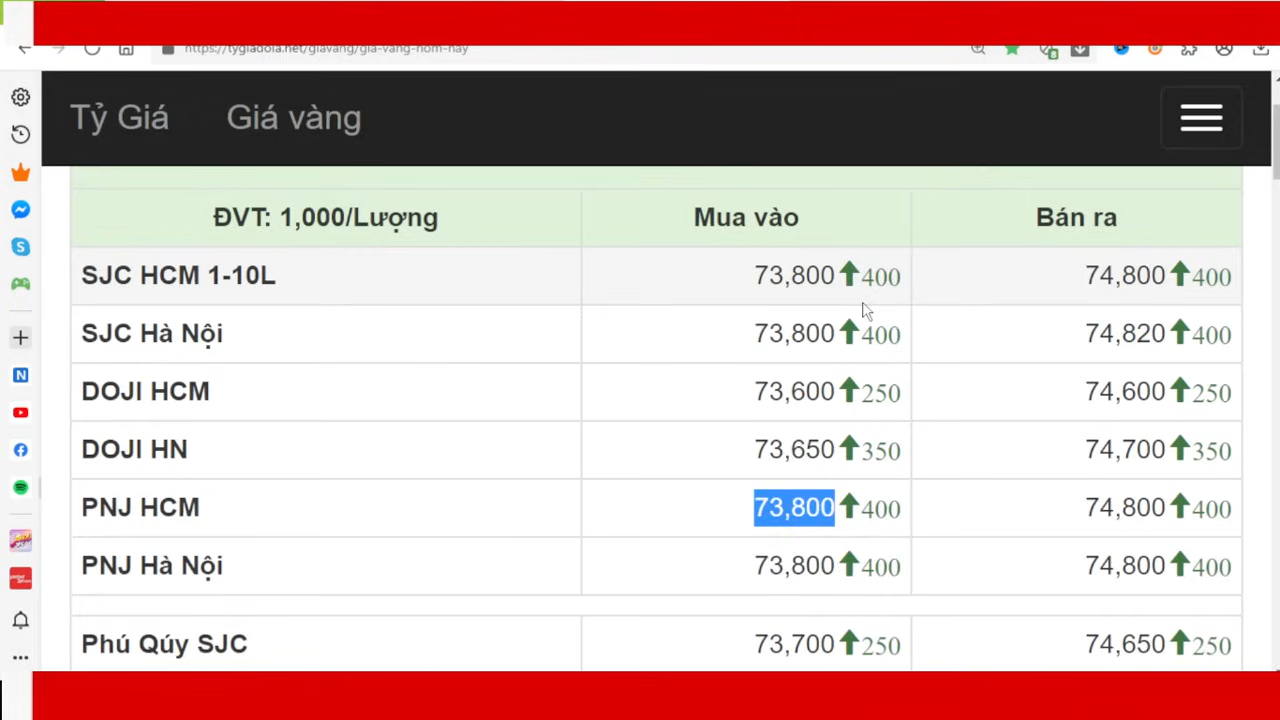 https://tygiadola.net/giavang/gia-vang-hom-nay
Tỷ Giá Giá vàng
ĐVT: 1,000/Lượng Mua vào Bán ra
SJC HCM 1-10L 73,800 400 74,800 400
SJC Hà Nội 73,800 400 74,820 400
DOJI HCM 73,600 250 74,600 250
DOJI HN 73,650 350 74,700 350
PNJ HCM 73,800 400 74,800 400
PNJ Hà Nội 73,800 400 74,800 400
Phú Qúy SJC 73,700 250 74,650 250